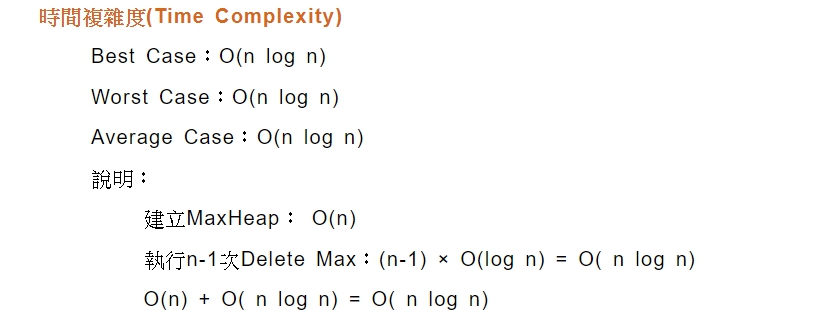 時間複雜度(Time Complexity)
Best Case：O(n log n)
Worst Case：O(n log n)
Average Case：O(n log n)
說明：
建立MaxHeap： O(n)
執行n-1次Delete Max：(n-1) × O(log n) = O( n log n)
O(n) + O( n log n) = O( n log n)